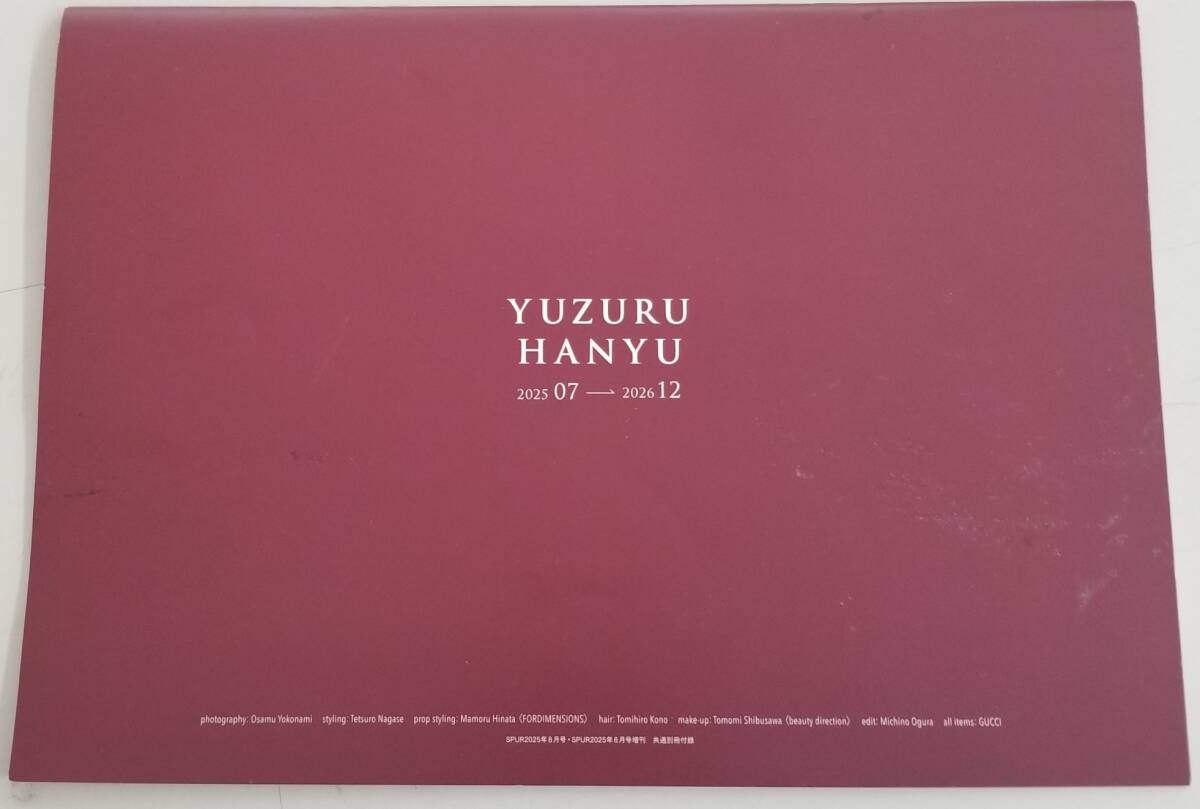 YUZURU
HANYU
2025 07 → 2026 12
photography: Osamu Yokonami styling: Tetsuro Nagase prop styling: Mamoru Hinata〈FORDIMENSIONS〉 hair: Tomihiro Kono make-up: Tomomi Shibusawa〈beauty direction〉 edit: Michino Ogura all items: GUCCI
SPUR2025年8月号・SPUR2025年8月号増刊 共通別冊付録